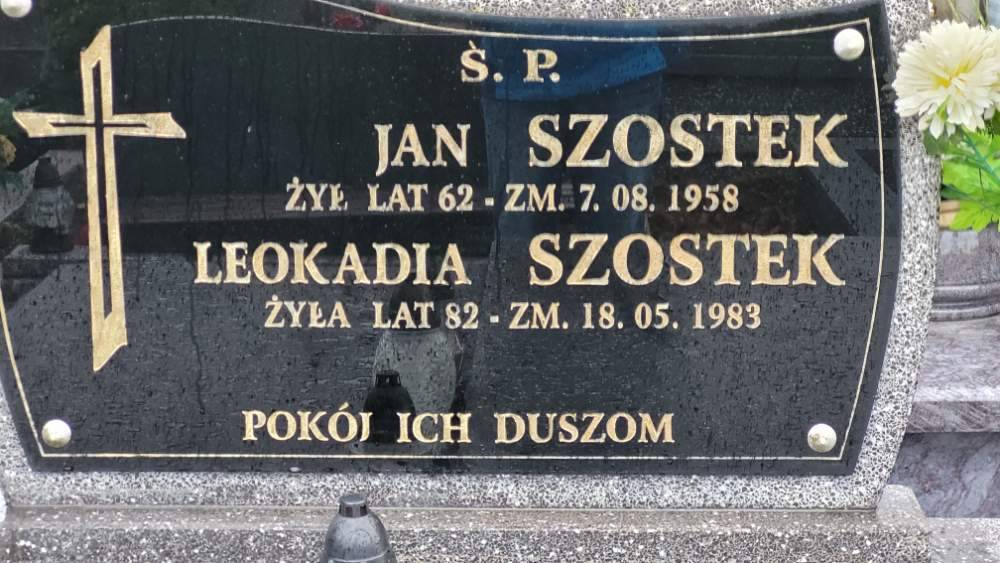 Ś. P.
JAN SZOSTEK
ŻYŁ LAT 62 - ZM. 7. 08. 1958
LEOKADIA SZOSTEK
ŻYŁA LAT 82 - ZM. 18. 05. 1983
POKÓJ ICH DUSZOM